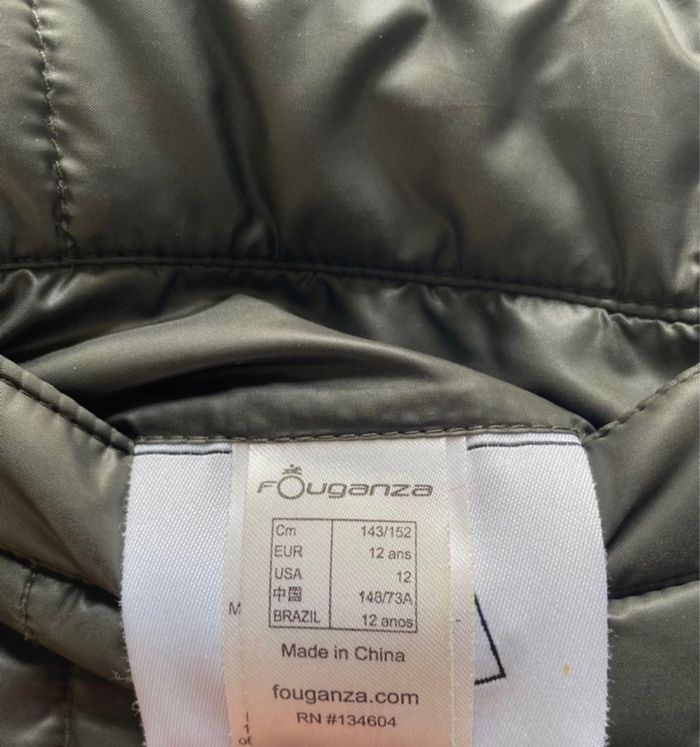 FOuganza
Cm 143/152
EUR 12 ans
USA 12
中国 148/73A
BRAZIL 12 anos
M
Made in China
fouganza.com
RN #134604